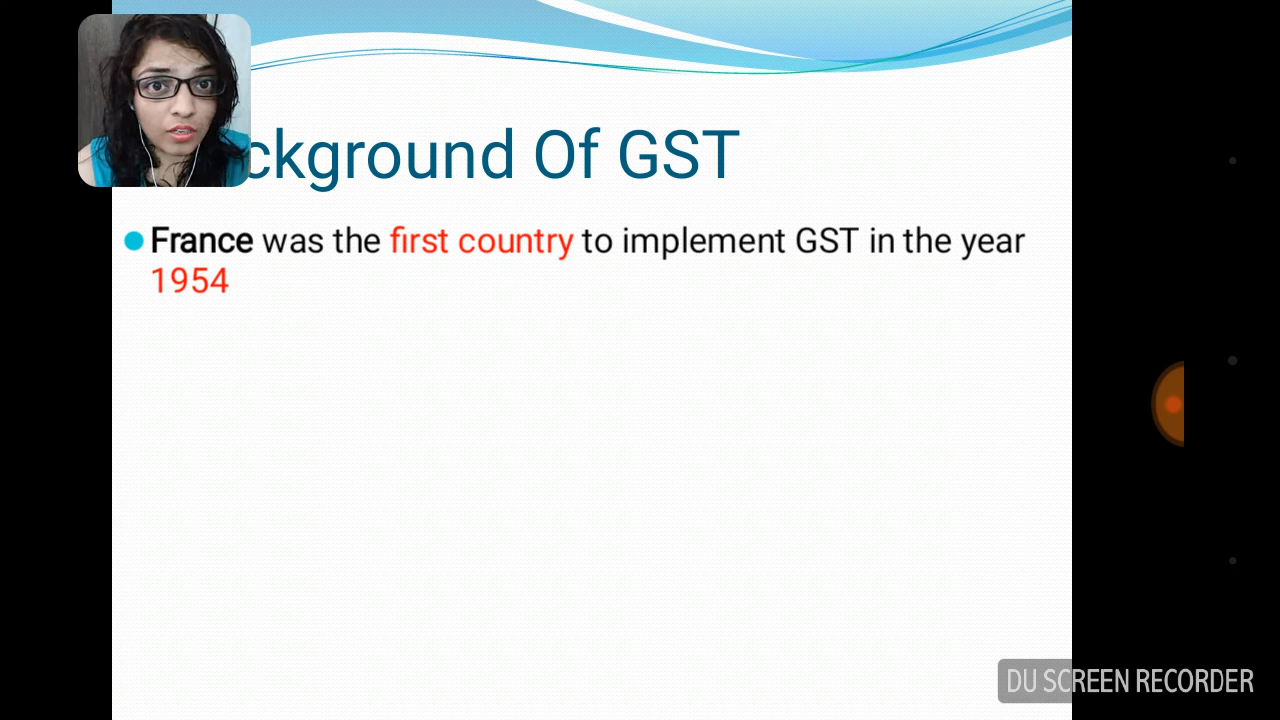 ckground Of GST
France was the first country to implement GST in the year
1954
DU SCREEN RECORDER